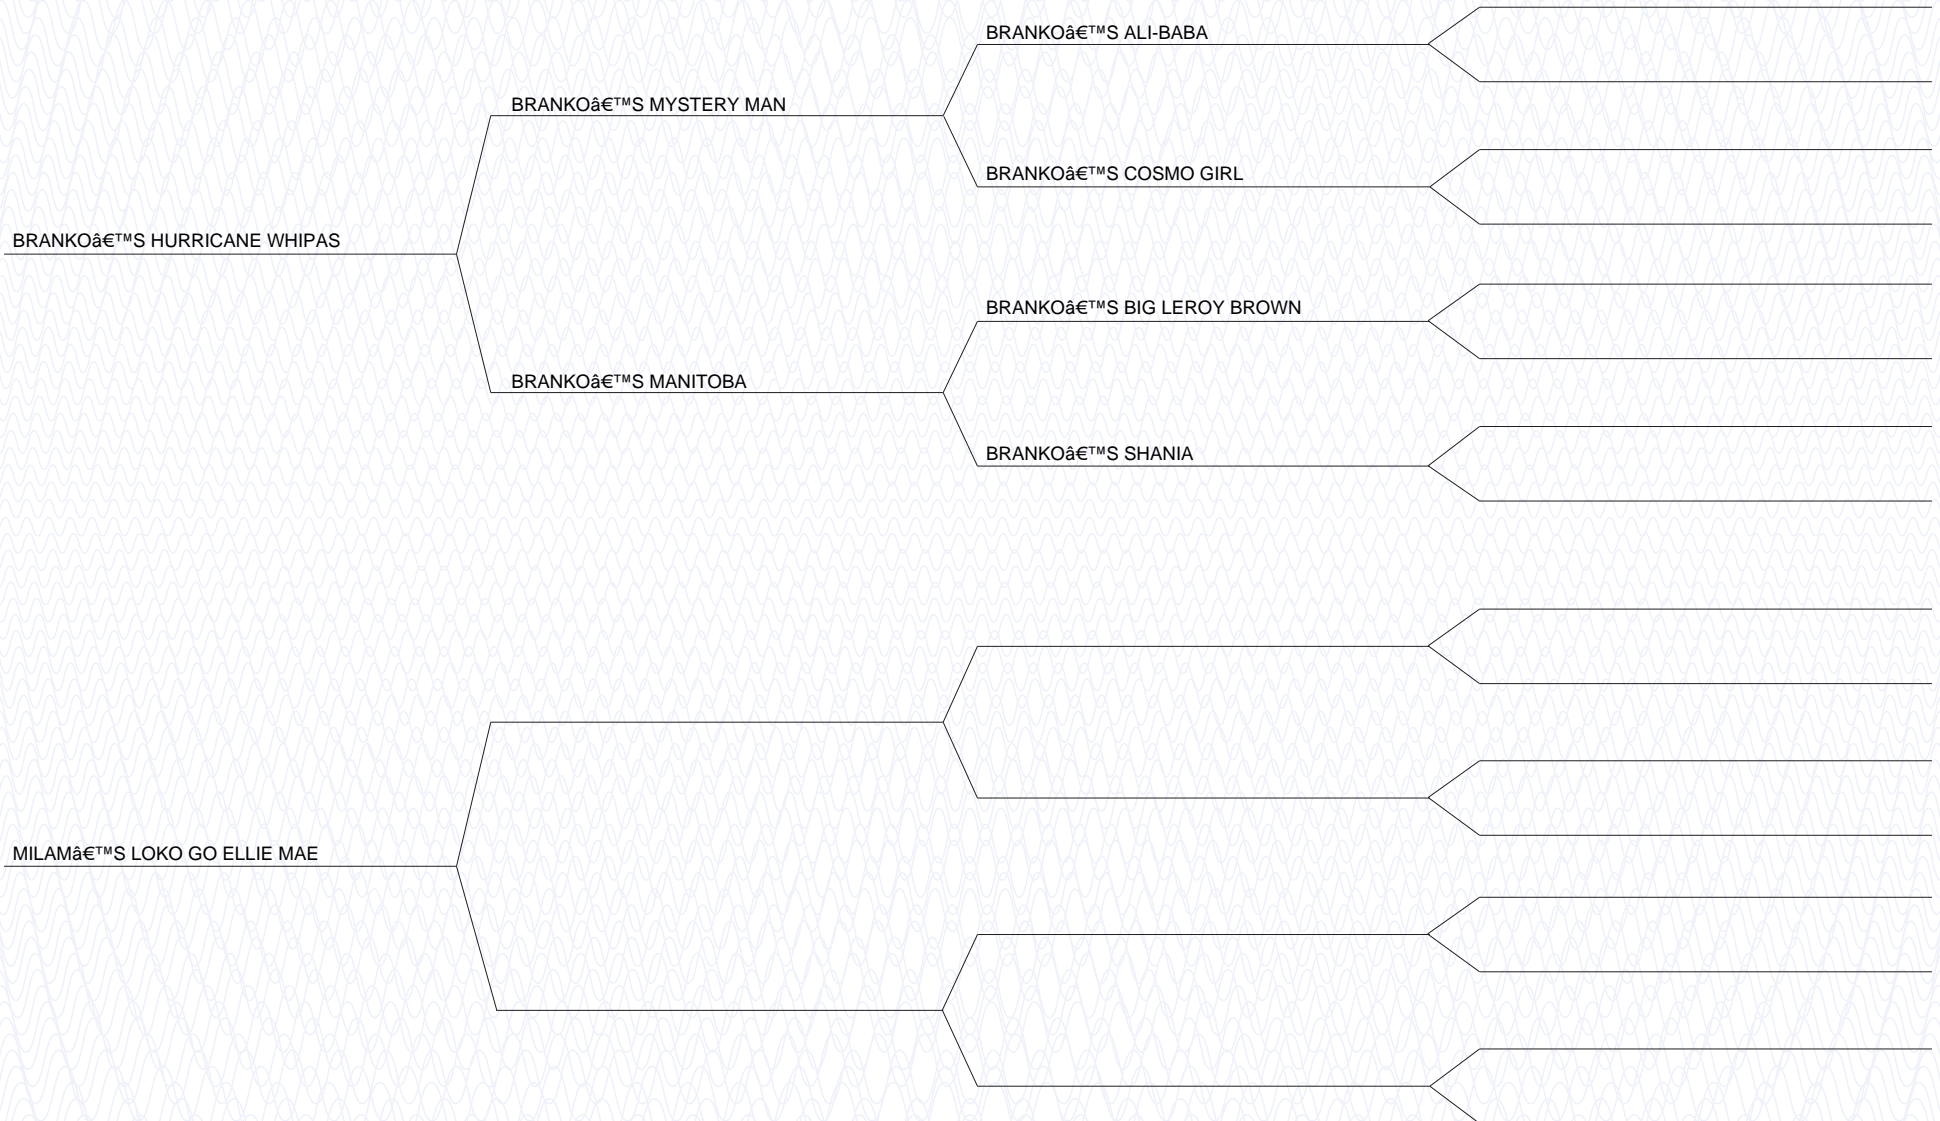 BRANKOâ€™S ALI-BABA
BRANKOâ€™S MYSTERY MAN
BRANKOâ€™S COSMO GIRL
BRANKOâ€™S HURRICANE WHIPAS
BRANKOâ€™S BIG LEROY BROWN
BRANKOâ€™S MANITOBA
BRANKOâ€™S SHANIA
MILAMâ€™S LOKO GO ELLIE MAE